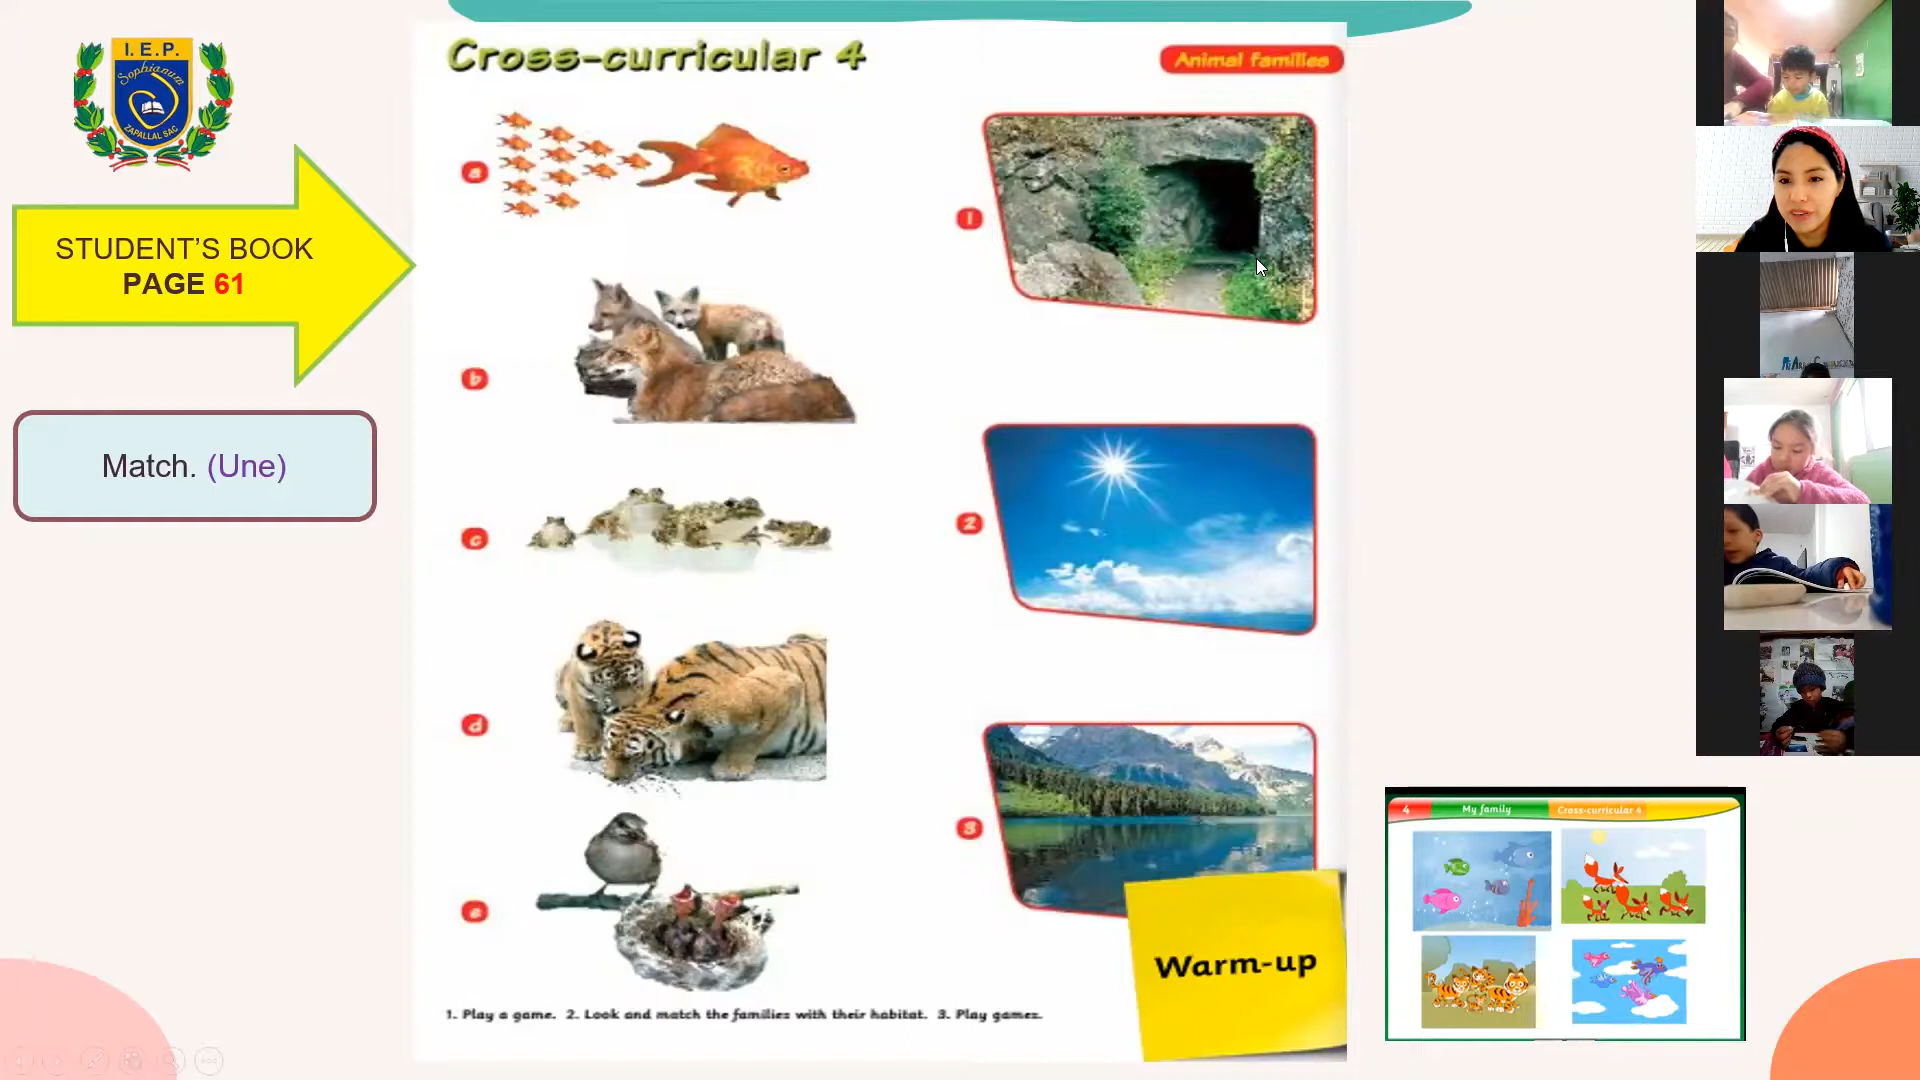 I.E.P.
Sophianum
ZAPALLAL SAC
STUDENT’S BOOK
PAGE 61
Match. (Une)
Cross-curricular 4
Animal families
a
b
c
d
e
1
2
3
1. Play a game. 2. Look and match the families with their habitat. 3. Play games.
Warm-up
4 My family Cross-curricular 4